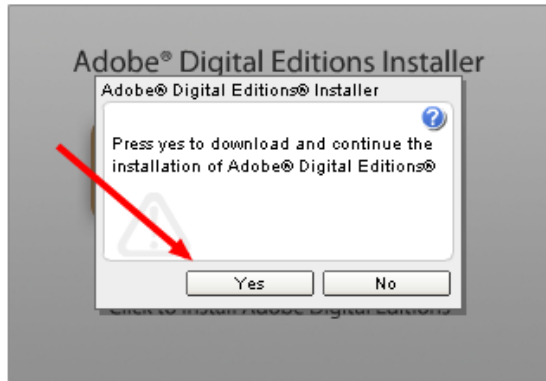 Adobe® Digital Editions Installer
Adobe® Digital Editions® Installer
Press yes to download and continue the
installation of Adobe® Digital Editions®
Yes No
Click to Install Adobe Digital Editions